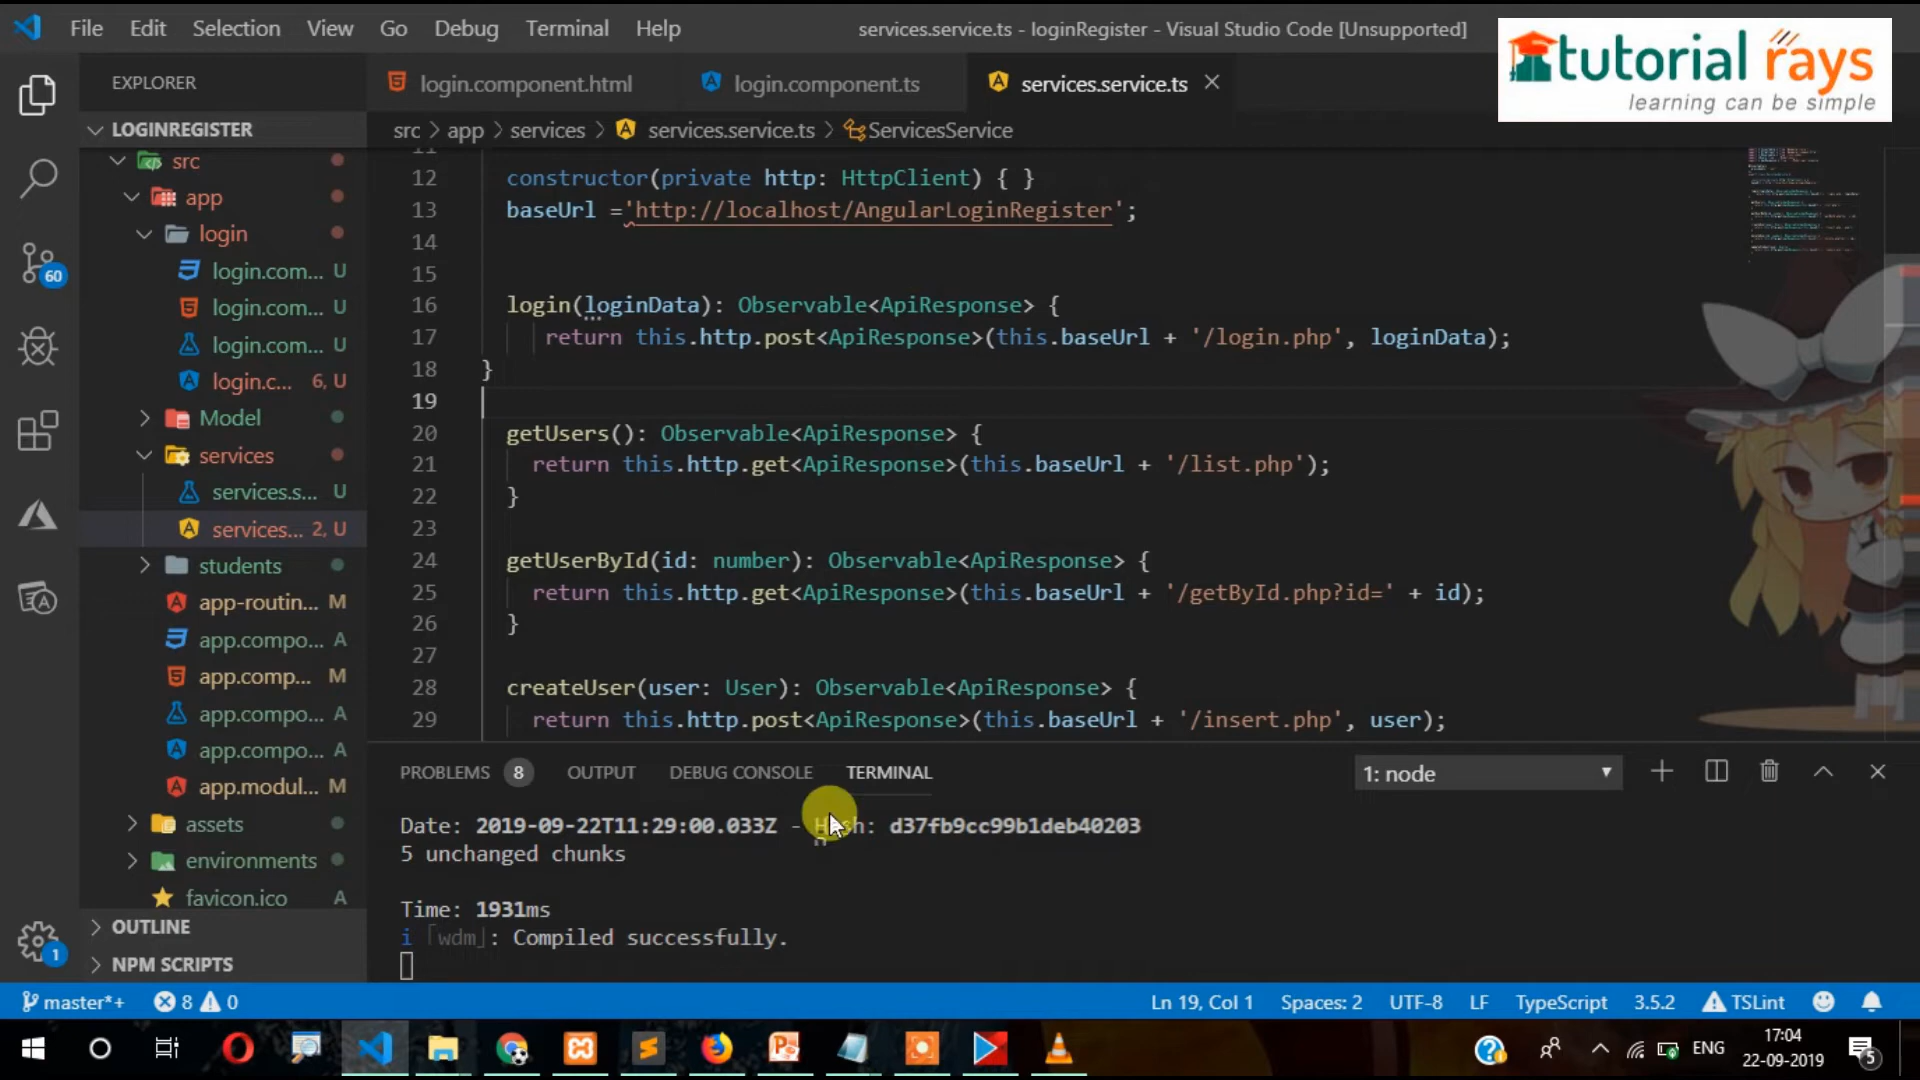 File Edit Selection View Go Debug Terminal Help
services.service.ts - loginRegister - Visual Studio Code [Unsupported]
tutorial rays
learning can be simple
EXPLORER
login.component.html
login.component.ts
services.service.ts
LOGINREGISTER
src > app > services > services.service.ts > ServicesService
src
app
login
login.com... U
login.com... U
login.com... U
login.c... 6, U
Model
services
services.s... U
services... 2, U
students
app-routin... M
app.compo... A
app.comp... M
app.compo... A
app.compo... A
app.modul... M
assets
environments
favicon.ico A
OUTLINE
NPM SCRIPTS
60
1
11
12 constructor(private http: HttpClient) { }
13 baseUrl ='http://localhost/AngularLoginRegister';
14
15
16 login(loginData): Observable<ApiResponse> {
17 return this.http.post<ApiResponse>(this.baseUrl + '/login.php', loginData);
18 }
19
20 getUsers(): Observable<ApiResponse> {
21 return this.http.get<ApiResponse>(this.baseUrl + '/list.php');
22 }
23
24 getUserById(id: number): Observable<ApiResponse> {
25 return this.http.get<ApiResponse>(this.baseUrl + '/getById.php?id=' + id);
26 }
27
28 createUser(user: User): Observable<ApiResponse> {
29 return this.http.post<ApiResponse>(this.baseUrl + '/insert.php', user);
PROBLEMS 8 OUTPUT DEBUG CONSOLE TERMINAL
1: node
Date: 2019-09-22T11:29:00.033Z - Hash: d37fb9cc99b1deb40203
5 unchanged chunks
Time: 1931ms
i ｢wdm｣: Compiled successfully.
master*+ 8 0
Ln 19, Col 1 Spaces: 2 UTF-8 LF TypeScript 3.5.2 TSLint
ENG
17:04
22-09-2019
5